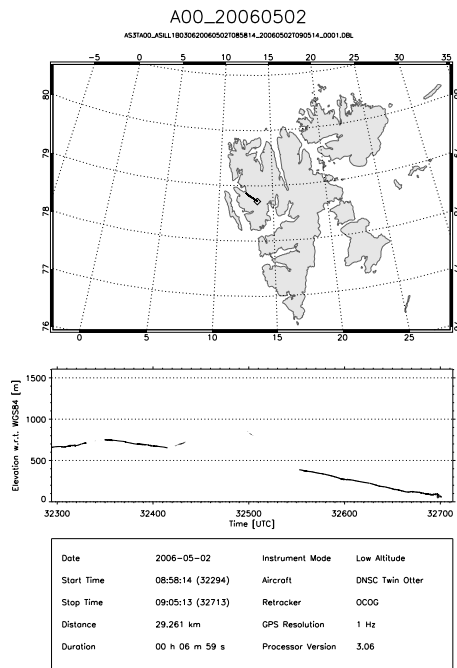 A00_20060502
AS3TA00_ASILL1B030620060502T085814_20060502T090514_0001.DBL
-5 0 5 10 15 20 25 30 35
80
79
78
77
76
0 5 10 15 20 25
Elevation w.r.t. WGS84 [m]
1500
1000
500
0
32300 32400 32500 32600 32700
Time [UTC]
Date 2006-05-02 Instrument Mode Low Altitude
Start Time 08:58:14 (32294) Aircraft DNSC Twin Otter
Stop Time 09:05:13 (32713) Retracker OCOG
Distance 29.261 km GPS Resolution 1 Hz
Duration 00 h 06 m 59 s Processor Version 3.06